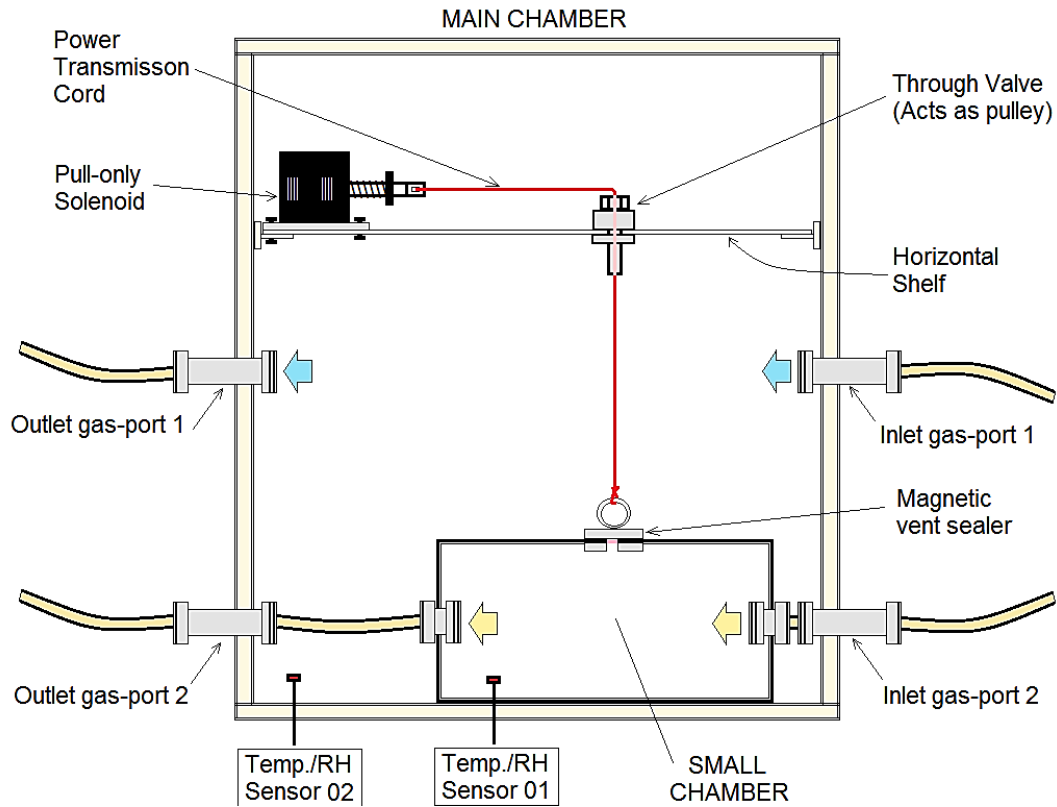 MAIN CHAMBER
Power
Transmisson
Cord
Through Valve
(Acts as pulley)
Pull-only
Solenoid
Horizontal
Shelf
Outlet gas-port 1
Inlet gas-port 1
Magnetic
vent sealer
Outlet gas-port 2
Inlet gas-port 2
Temp./RH
Sensor 02
Temp./RH
Sensor 01
SMALL
CHAMBER